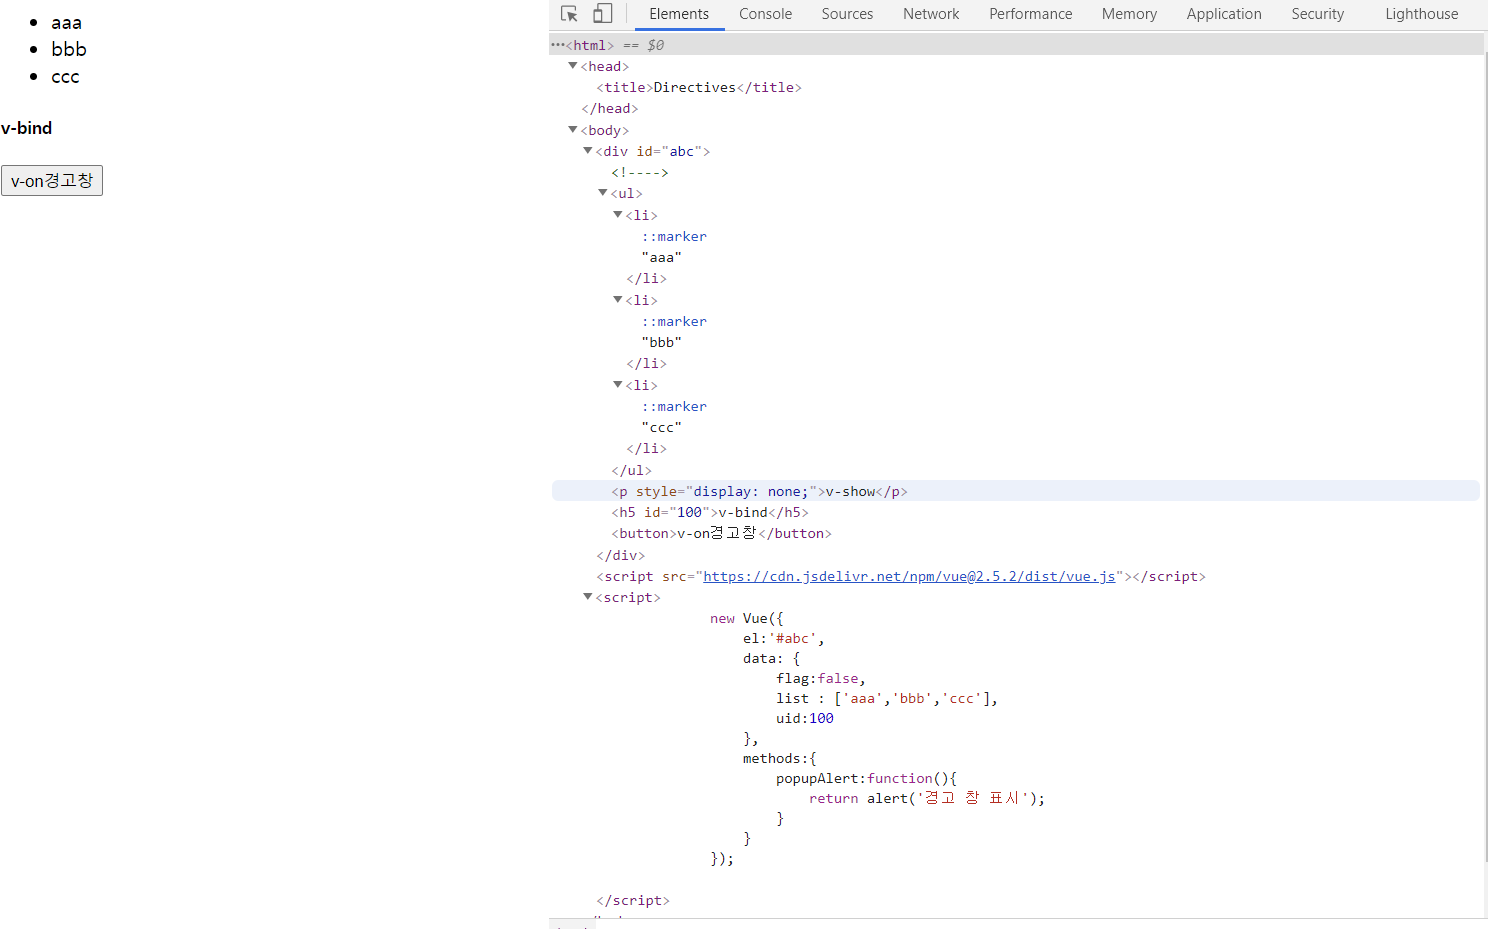 aaa
bbb
ccc
v-bind
v-on경고창
Elements Console Sources Network Performance Memory Application Security Lighthouse
•••<html> == $0
<head>
<title>Directives</title>
</head>
<body>
<div id="abc">
<!---->
<ul>
<li>
::marker
"aaa"
</li>
<li>
::marker
"bbb"
</li>
<li>
::marker
"ccc"
</li>
</ul>
<p style="display: none;">v-show</p>
<h5 id="100">v-bind</h5>
<button>v-on경고창</button>
</div>
<script src="https://cdn.jsdelivr.net/npm/vue@2.5.2/dist/vue.js"></script>
<script>
new Vue({
el:'#abc',
data: {
flag:false,
list : ['aaa','bbb','ccc'],
uid:100
},
methods:{
popupAlert:function(){
return alert('경고 창 표시');
}
}
});
</script>